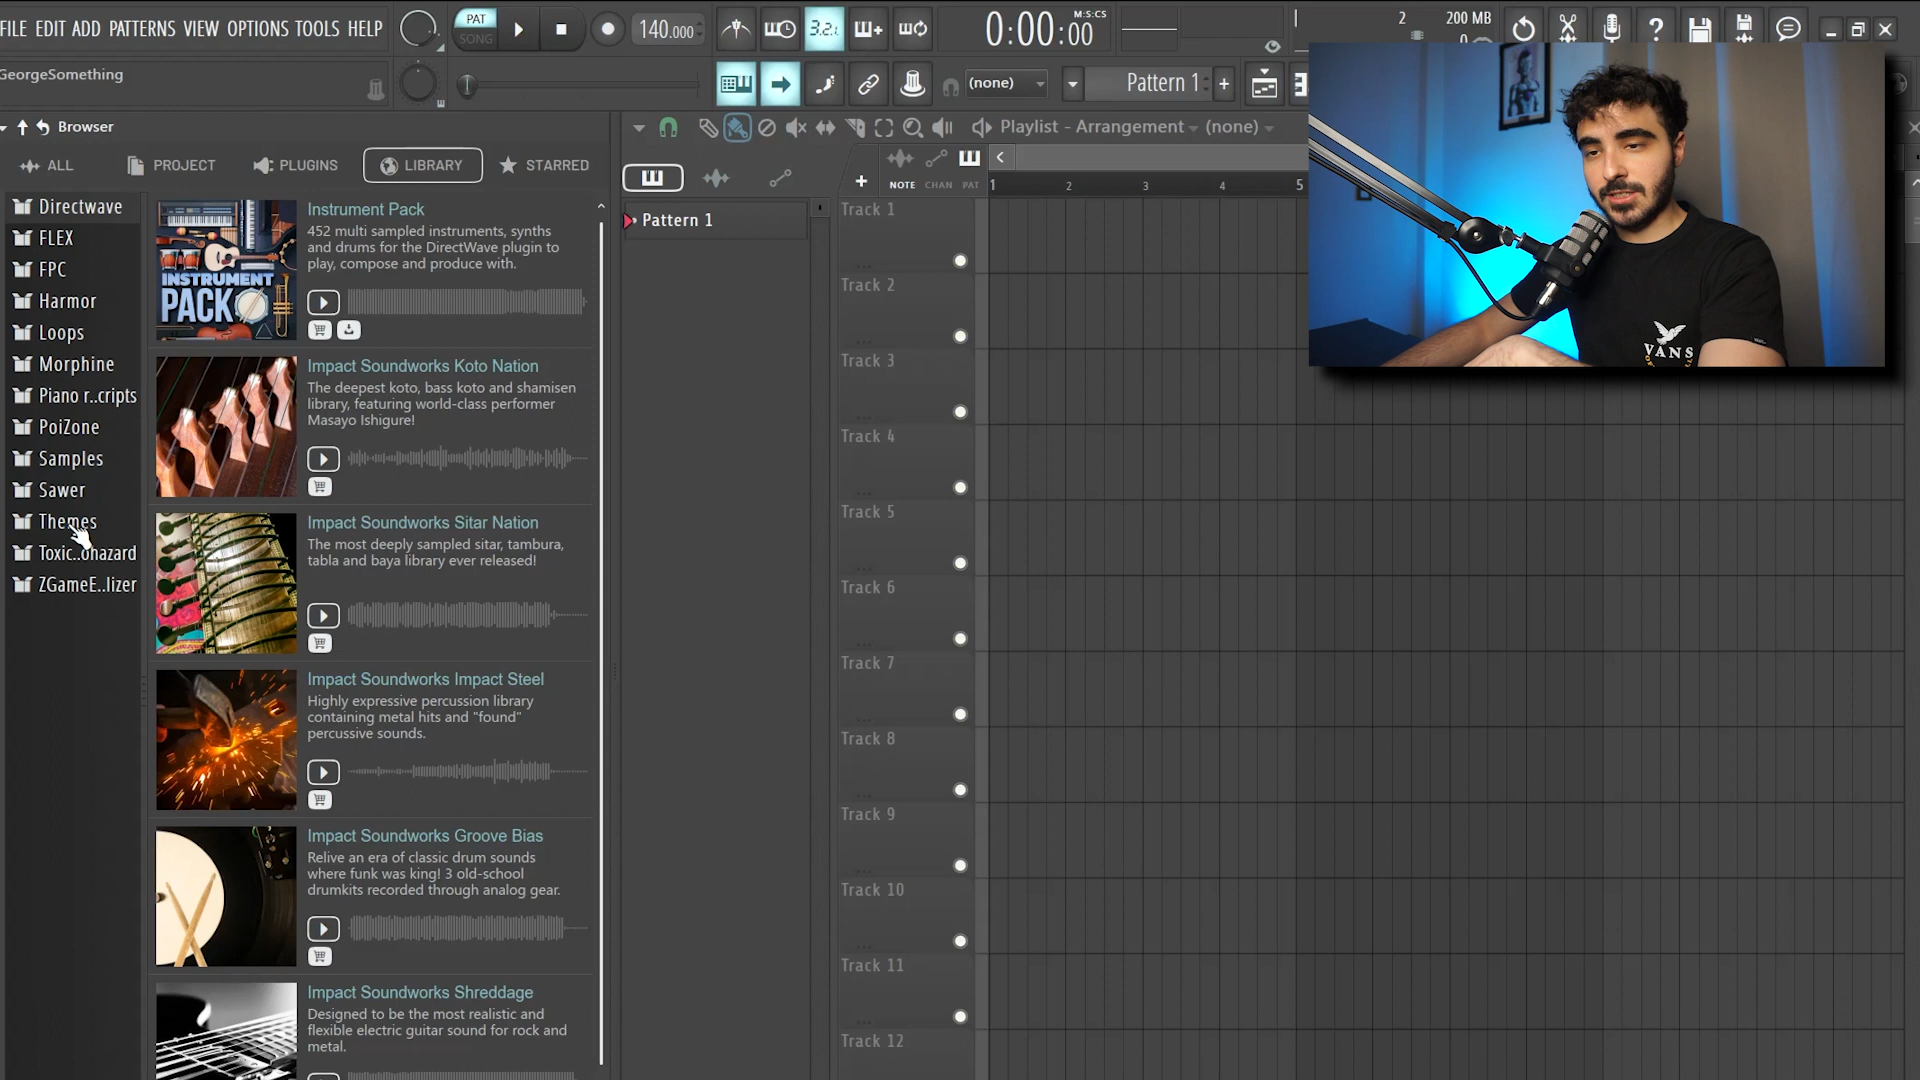 FILE EDIT ADD PATTERNS VIEW OPTIONS TOOLS HELP
PAT
SONG
140.000
3.2.
0:00:00
M:S:CS
2
200 MB
0
GeorgeSomething
(none)
Pattern 1
Browser
ALL
PROJECT
PLUGINS
LIBRARY
STARRED
Directwave
FLEX
FPC
Harmor
Loops
Morphine
Piano r..cripts
PoiZone
Samples
Sawer
Themes
Toxic..ohazard
ZGameE..lizer
INSTRUMENT
PACK
Instrument Pack
452 multi sampled instruments, synths
and drums for the DirectWave plugin to
play, compose and produce with.
Impact Soundworks Koto Nation
The deepest koto, bass koto and shamisen
library, featuring world-class performer
Masayo Ishigure!
Impact Soundworks Sitar Nation
The most deeply sampled sitar, tambura,
tabla and baya library ever released!
Impact Soundworks Impact Steel
Highly expressive percussion library
containing metal hits and "found"
percussive sounds.
Impact Soundworks Groove Bias
Relive an era of classic drum sounds
where funk was king! 3 old-school
drumkits recorded through analog gear.
Impact Soundworks Shreddage
Designed to be the most realistic and
flexible electric guitar sound for rock and
metal.
Pattern 1
Playlist - Arrangement
(none)
NOTE CHAN PAT
1 2 3 4 5
Track 1
Track 2
Track 3
Track 4
Track 5
Track 6
Track 7
Track 8
Track 9
Track 10
Track 11
Track 12
VANS